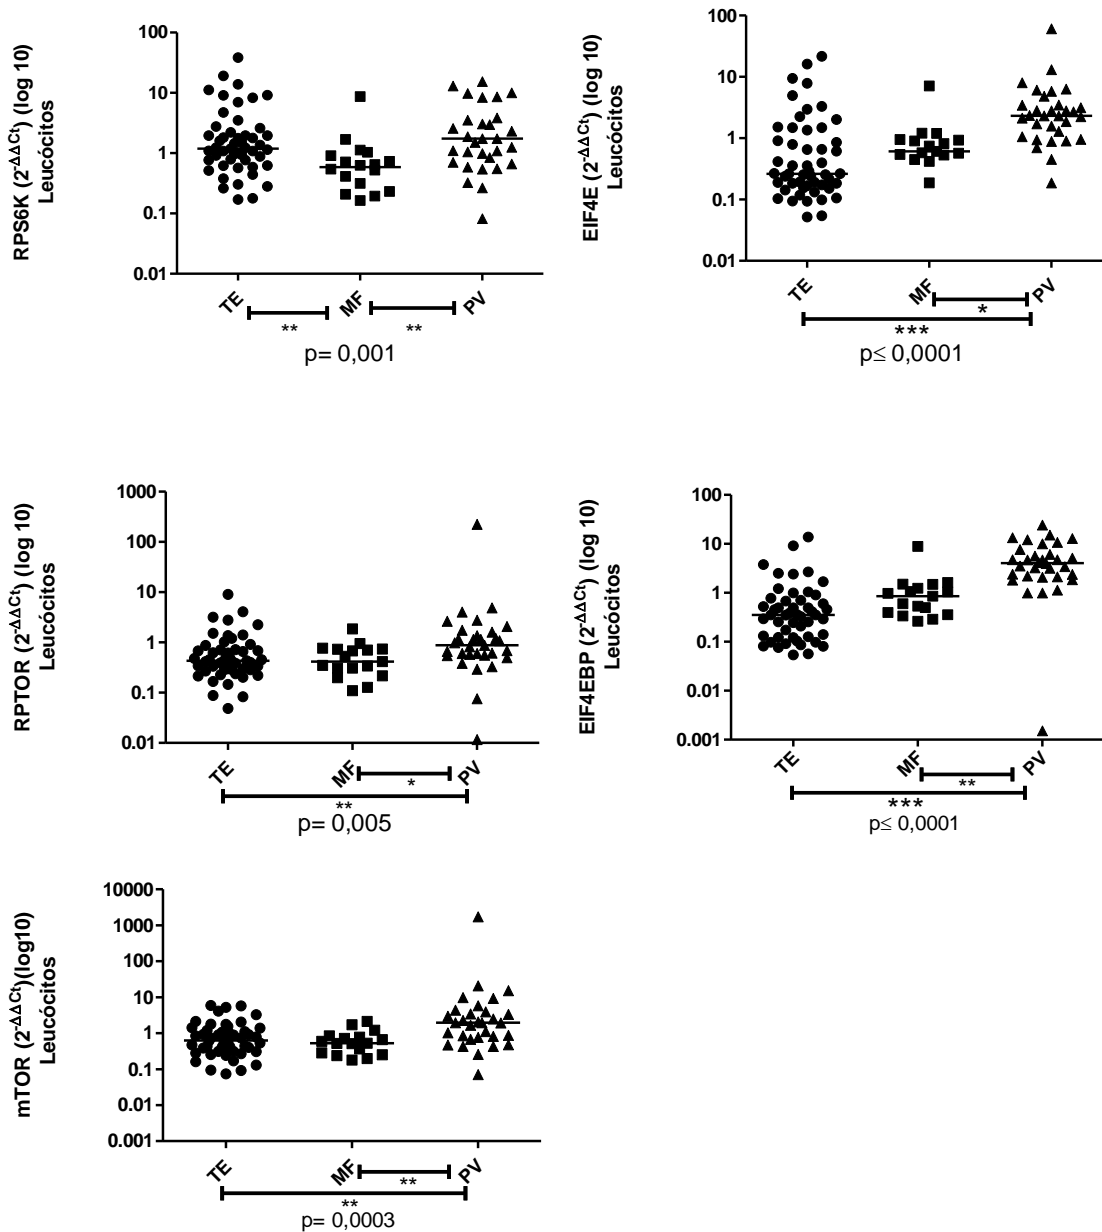 RPS6K (2-ΔΔCt) (log 10)
Leucócitos
100
10
1
0.1
0.01
TE
MF
PV
**
**
p= 0,001
EIF4E (2-ΔΔCt) (log 10)
Leucócitos
100
10
1
0.1
0.01
TE
MF
PV
*
***
p≤ 0,0001
RPTOR (2-ΔΔCt) (log 10)
Leucócitos
1000
100
10
1
0.1
0.01
TE
MF
PV
*
**
p= 0,005
EIF4EBP (2-ΔΔCt) (log 10)
Leucócitos
100
10
1
0.1
0.01
0.001
TE
MF
PV
**
***
p≤ 0,0001
mTOR (2-ΔΔCt)(log10)
Leucócitos
10000
1000
100
10
1
0.1
0.01
0.001
TE
MF
PV
**
**
p= 0,0003